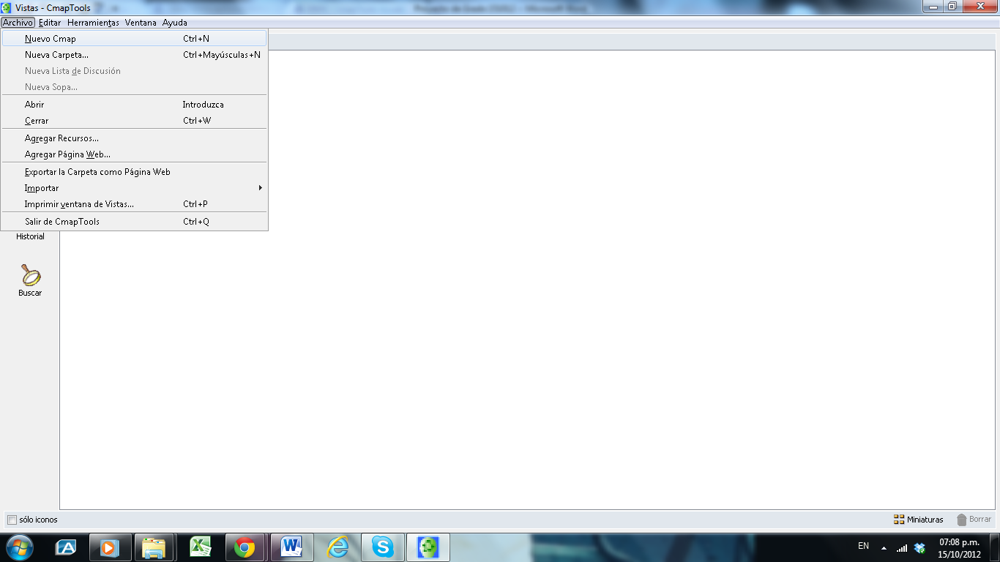 Vistas - CmapTools
Archivo Editar Herramientas Ventana Ayuda
Nuevo Cmap Ctrl+N
Nueva Carpeta... Ctrl+Mayúsculas+N
Nueva Lista de Discusión
Nueva Sopa...
Abrir Introduzca
Cerrar Ctrl+W
Agregar Recursos...
Agregar Página Web...
Exportar la Carpeta como Página Web
Importar
Imprimir ventana de Vistas... Ctrl+P
Salir de CmapTools Ctrl+Q
Historial
Buscar
sólo iconos Miniaturas Borrar
EN 07:08 p.m.
15/10/2012